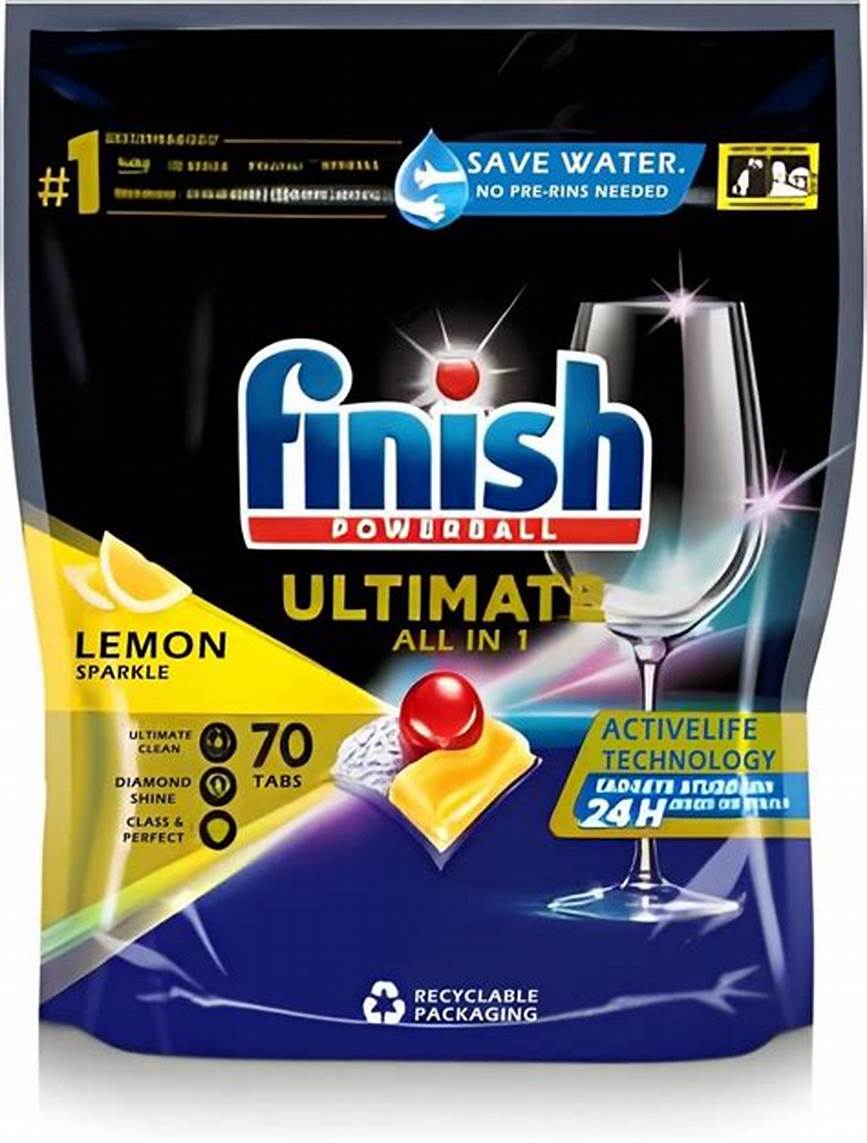 #1
SAVE WATER.
NO PRE-RINS NEEDED
finish
ULTIMATE
ALL IN 1
LEMON
SPARKLE
ULTIMATE
CLEAN
70
TABS
DIAMOND
SHINE
CLASS &
PERFECT
ACTIVELIFE
TECHNOLOGY
24H
RECYCLABLE
PACKAGING